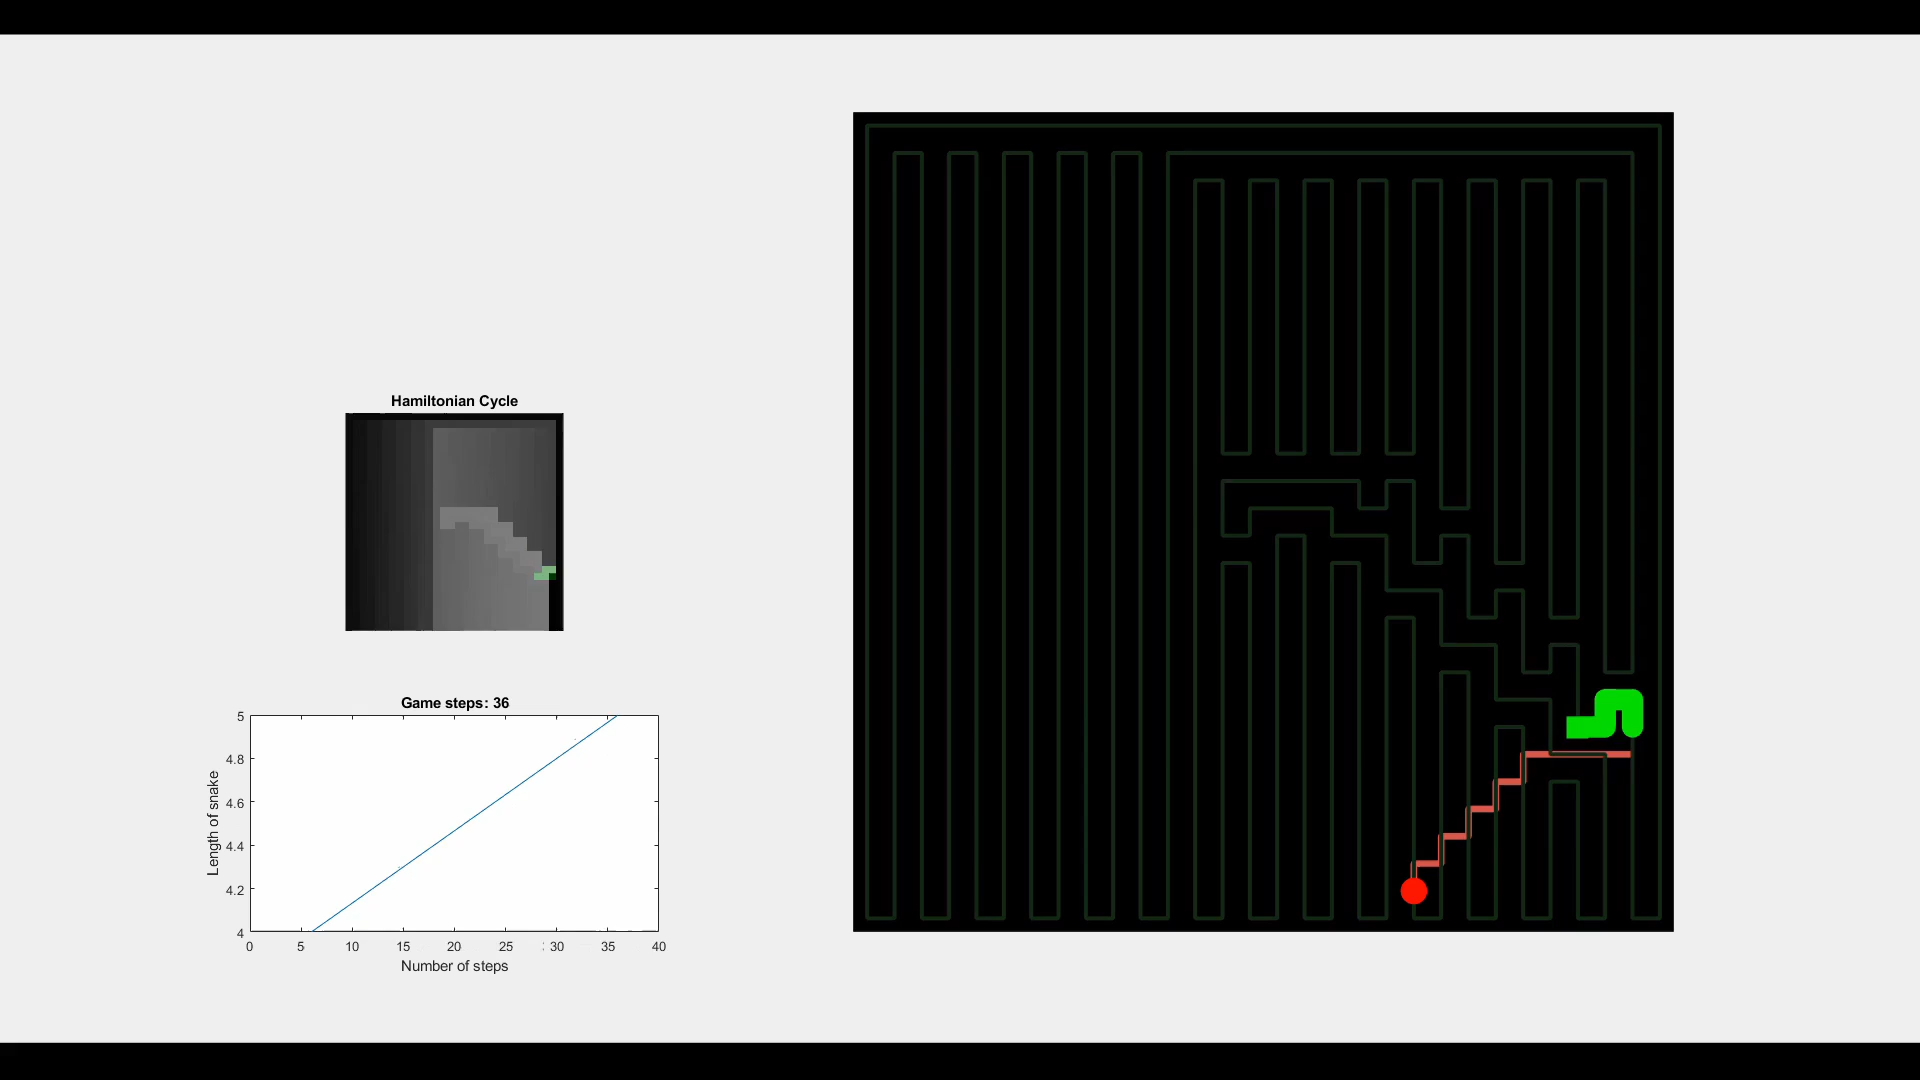 Hamiltonian Cycle
Game steps: 36
5
4.8
4.6
4.4
4.2
4
Length of snake
0 5 10 15 20 25 30 35 40
Number of steps